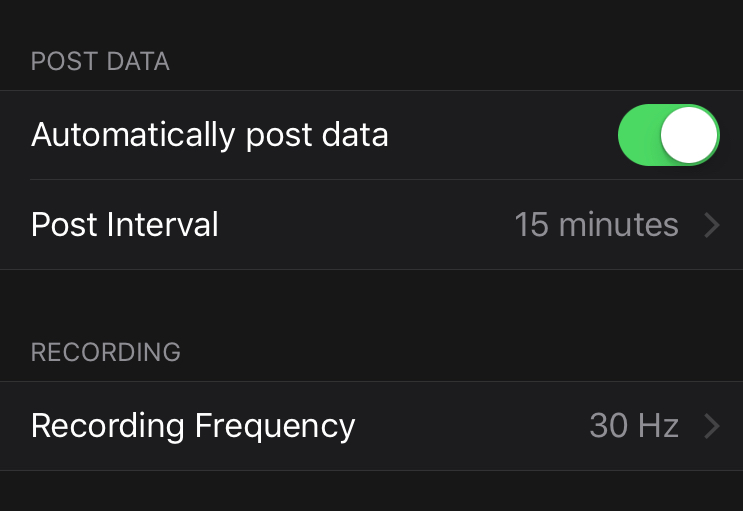 POST DATA
Automatically post data
Post Interval 15 minutes
RECORDING
Recording Frequency 30 Hz